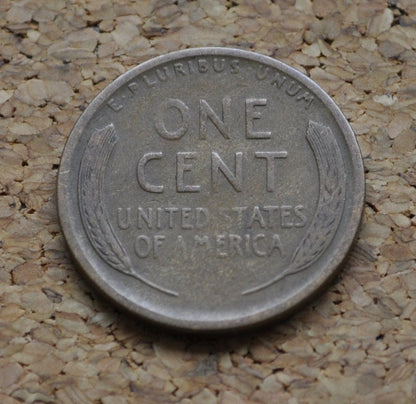 E·PLURIBUS·UNUM
ONE
CENT
UNITED STATES
OF AMERICA